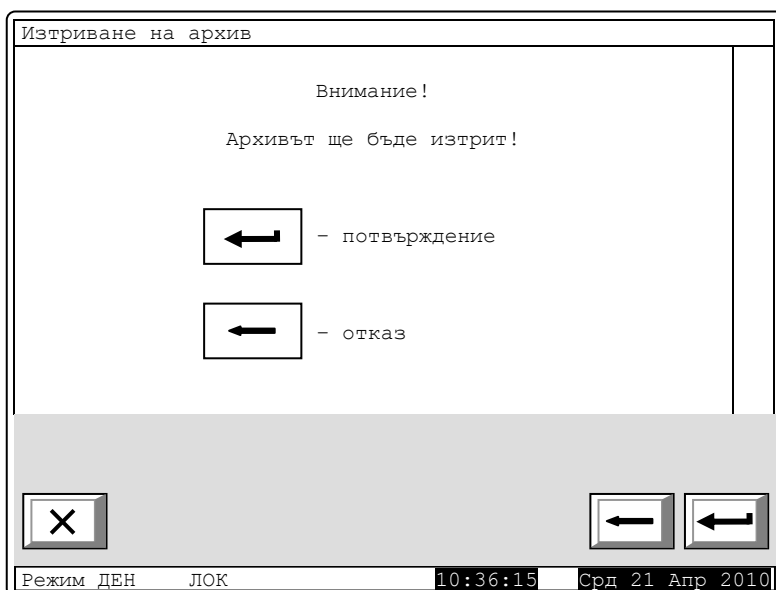 Изтриване на архив
Внимание!
Архивът ще бъде изтрит!
– потвърждение
– отказ
Режим ДЕН ЛОК 10:36:15 Срд 21 Апр 2010